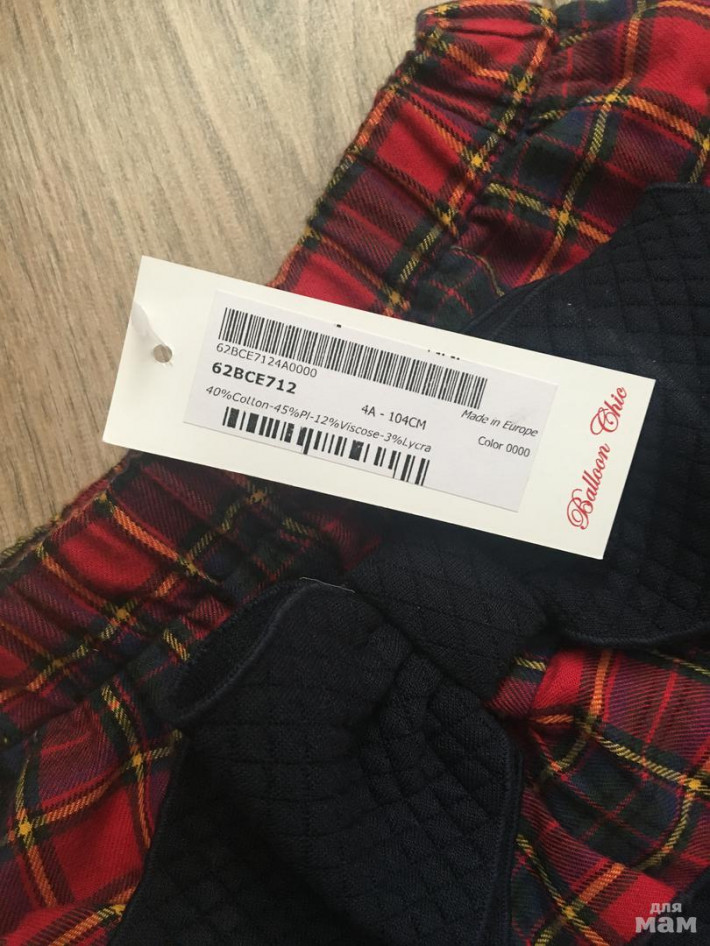 62BCE7124A0000
62BCE712
4A - 104CM
Made in Europe
40%Cotton-45%Pl-12%Viscose-3%Lycra
Color 0000
Balloon Chic
для
мам